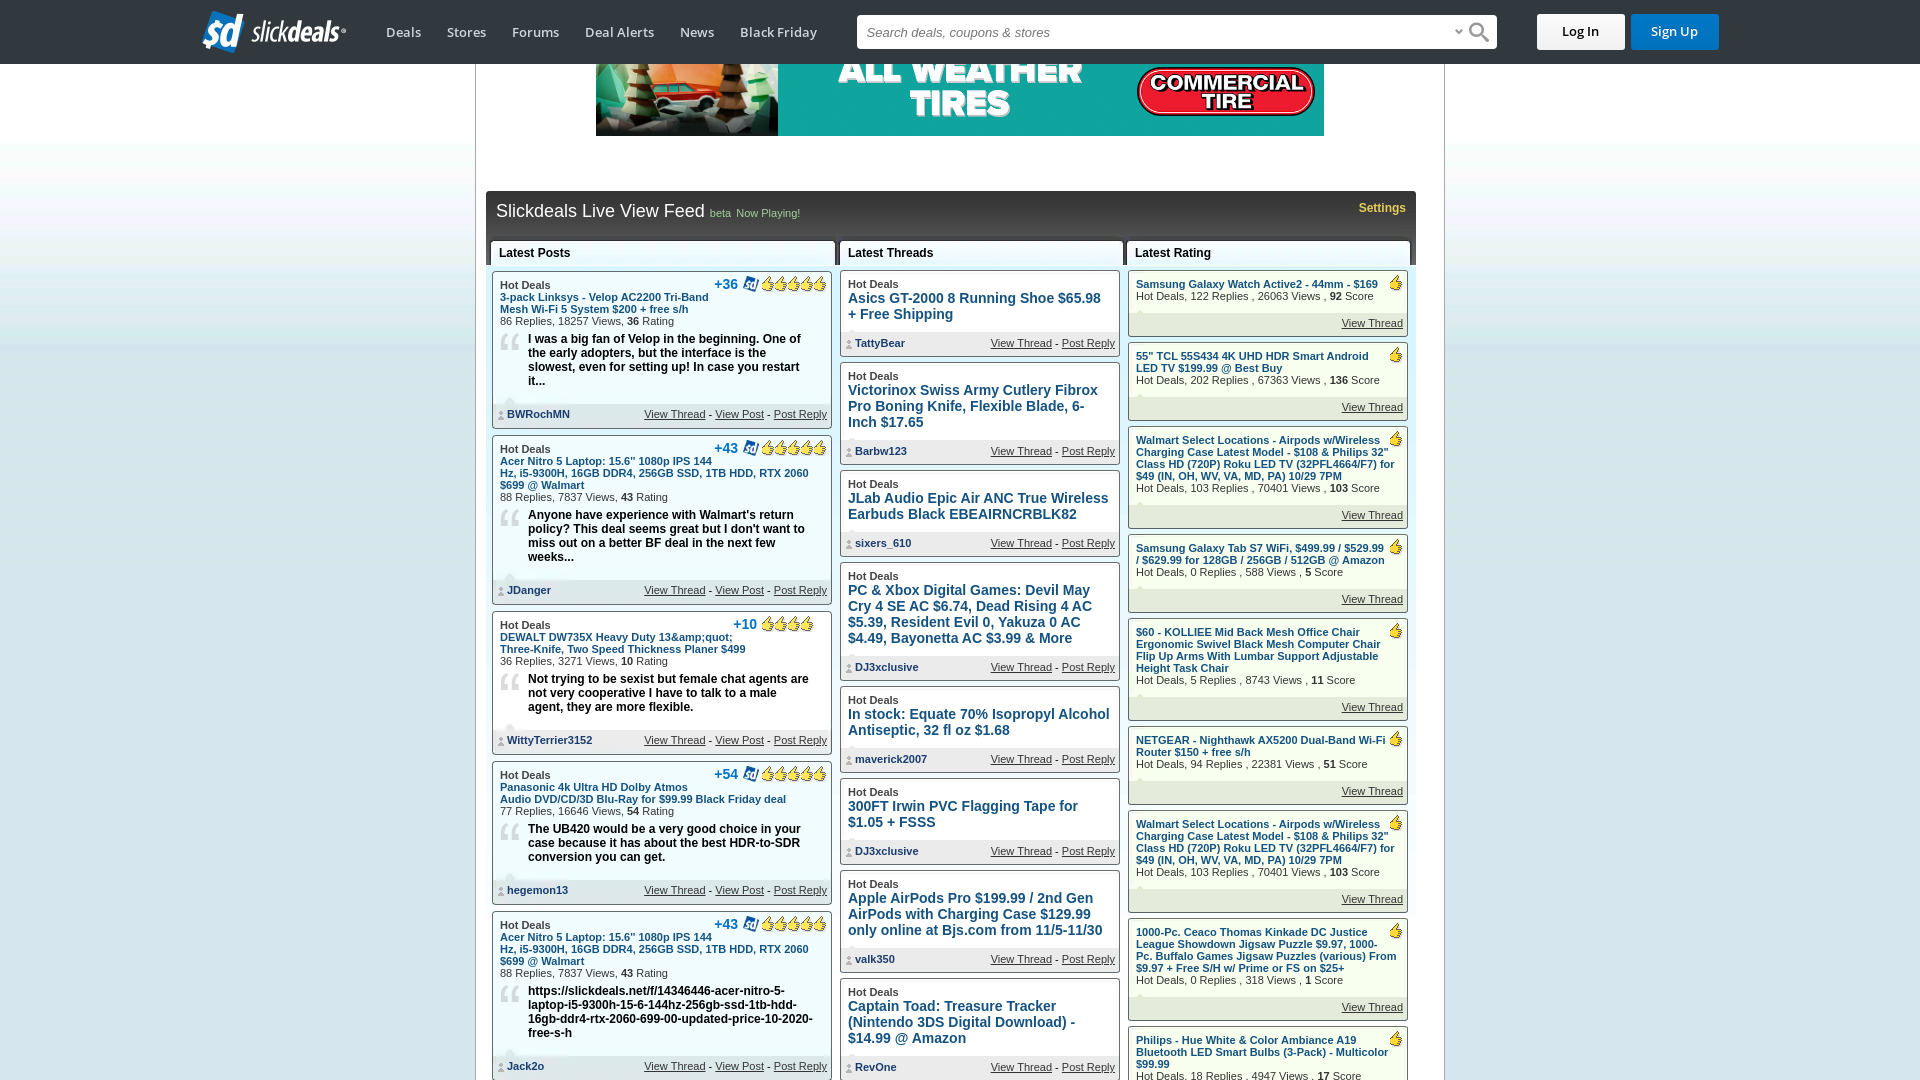 slickdeals
Deals
Stores
Forums
Deal Alerts
News
Black Friday
Search deals, coupons & stores
Log In
Sign Up
ALL WEATHER
TIRES
COMMERCIAL
TIRE
Slickdeals Live View Feed beta Now Playing!
Settings
Latest Posts
Hot Deals
+36
3-pack Linksys - Velop AC2200 Tri-Band
Mesh Wi-Fi 5 System $200 + free s/h
86 Replies, 18257 Views, 36 Rating
I was a big fan of Velop in the beginning. One of
the early adopters, but the interface is the
slowest, even for setting up! In case you restart
it...
BWRochMN
View Thread - View Post - Post Reply
Hot Deals
+43
Acer Nitro 5 Laptop: 15.6" 1080p IPS 144
Hz, i5-9300H, 16GB DDR4, 256GB SSD, 1TB HDD, RTX 2060
$699 @ Walmart
88 Replies, 7837 Views, 43 Rating
Anyone have experience with Walmart's return
policy? This deal seems great but I don't want to
miss out on a better BF deal in the next few
weeks...
JDanger
View Thread - View Post - Post Reply
Hot Deals
+10
DEWALT DW735X Heavy Duty 13&amp;quot;
Three-Knife, Two Speed Thickness Planer $499
36 Replies, 3271 Views, 10 Rating
Not trying to be sexist but female chat agents are
not very cooperative I have to talk to a male
agent, they are more flexible.
WittyTerrier3152
View Thread - View Post - Post Reply
Hot Deals
+54
Panasonic 4k Ultra HD Dolby Atmos
Audio DVD/CD/3D Blu-Ray for $99.99 Black Friday deal
77 Replies, 16646 Views, 54 Rating
The UB420 would be a very good choice in your
case because it has about the best HDR-to-SDR
conversion you can get.
hegemon13
View Thread - View Post - Post Reply
Hot Deals
+43
Acer Nitro 5 Laptop: 15.6" 1080p IPS 144
Hz, i5-9300H, 16GB DDR4, 256GB SSD, 1TB HDD, RTX 2060
$699 @ Walmart
88 Replies, 7837 Views, 43 Rating
https://slickdeals.net/f/14346446-acer-nitro-5-
laptop-i5-9300h-15-6-144hz-256gb-ssd-1tb-hdd-
16gb-ddr4-rtx-2060-699-00-updated-price-10-2020-
free-s-h
Jack2o
View Thread - View Post - Post Reply
Latest Threads
Hot Deals
Asics GT-2000 8 Running Shoe $65.98
+ Free Shipping
TattyBear
View Thread - Post Reply
Hot Deals
Victorinox Swiss Army Cutlery Fibrox
Pro Boning Knife, Flexible Blade, 6-
Inch $17.65
Barbw123
View Thread - Post Reply
Hot Deals
JLab Audio Epic Air ANC True Wireless
Earbuds Black EBEAIRNCRBLK82
sixers_610
View Thread - Post Reply
Hot Deals
PC & Xbox Digital Games: Devil May
Cry 4 SE AC $6.74, Dead Rising 4 AC
$5.39, Resident Evil 0, Yakuza 0 AC
$4.49, Bayonetta AC $3.99 & More
DJ3xclusive
View Thread - Post Reply
Hot Deals
In stock: Equate 70% Isopropyl Alcohol
Antiseptic, 32 fl oz $1.68
maverick2007
View Thread - Post Reply
Hot Deals
300FT Irwin PVC Flagging Tape for
$1.05 + FSSS
DJ3xclusive
View Thread - Post Reply
Hot Deals
Apple AirPods Pro $199.99 / 2nd Gen
AirPods with Charging Case $129.99
only online at Bjs.com from 11/5-11/30
valk350
View Thread - Post Reply
Hot Deals
Captain Toad: Treasure Tracker
(Nintendo 3DS Digital Download) -
$14.99 @ Amazon
RevOne
View Thread - Post Reply
Latest Rating
Samsung Galaxy Watch Active2 - 44mm - $169
Hot Deals, 122 Replies , 26063 Views , 92 Score
View Thread
55" TCL 55S434 4K UHD HDR Smart Android
LED TV $199.99 @ Best Buy
Hot Deals, 202 Replies , 67363 Views , 136 Score
View Thread
Walmart Select Locations - Airpods w/Wireless
Charging Case Latest Model - $108 & Philips 32"
Class HD (720P) Roku LED TV (32PFL4664/F7) for
$49 (IN, OH, WV, VA, MD, PA) 10/29 7PM
Hot Deals, 103 Replies , 70401 Views , 103 Score
View Thread
Samsung Galaxy Tab S7 WiFi, $499.99 / $529.99
/ $629.99 for 128GB / 256GB / 512GB @ Amazon
Hot Deals, 0 Replies , 588 Views , 5 Score
View Thread
$60 - KOLLIEE Mid Back Mesh Office Chair
Ergonomic Swivel Black Mesh Computer Chair
Flip Up Arms With Lumbar Support Adjustable
Height Task Chair
Hot Deals, 5 Replies , 8743 Views , 11 Score
View Thread
NETGEAR - Nighthawk AX5200 Dual-Band Wi-Fi
Router $150 + free s/h
Hot Deals, 94 Replies , 22381 Views , 51 Score
View Thread
Walmart Select Locations - Airpods w/Wireless
Charging Case Latest Model - $108 & Philips 32"
Class HD (720P) Roku LED TV (32PFL4664/F7) for
$49 (IN, OH, WV, VA, MD, PA) 10/29 7PM
Hot Deals, 103 Replies , 70401 Views , 103 Score
View Thread
1000-Pc. Ceaco Thomas Kinkade DC Justice
League Showdown Jigsaw Puzzle $9.97, 1000-
Pc. Buffalo Games Jigsaw Puzzles (various) From
$9.97 + Free S/H w/ Prime or FS on $25+
Hot Deals, 0 Replies , 318 Views , 1 Score
View Thread
Philips - Hue White & Color Ambiance A19
Bluetooth LED Smart Bulbs (3-Pack) - Multicolor
$99.99
Hot Deals, 18 Replies , 4947 Views , 17 Score